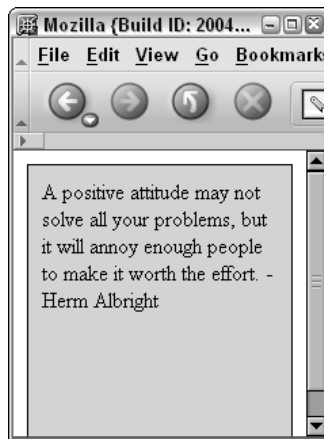 Mozilla {Build ID: 2004...
File Edit View Go Bookmarks
A positive attitude may not
solve all your problems, but
it will annoy enough people
to make it worth the effort. -
Herm Albright